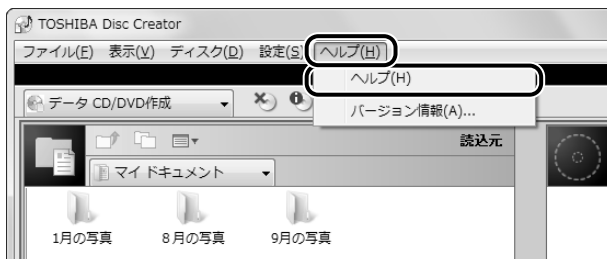 TOSHIBA Disc Creator
ファイル(F) 表示(V) ディスク(D) 設定(S) ヘルプ(H)
ヘルプ(H)
バージョン情報(A)...
データ CD/DVD作成
読込元
マイ ドキュメント
1月の写真 8月の写真 9月の写真